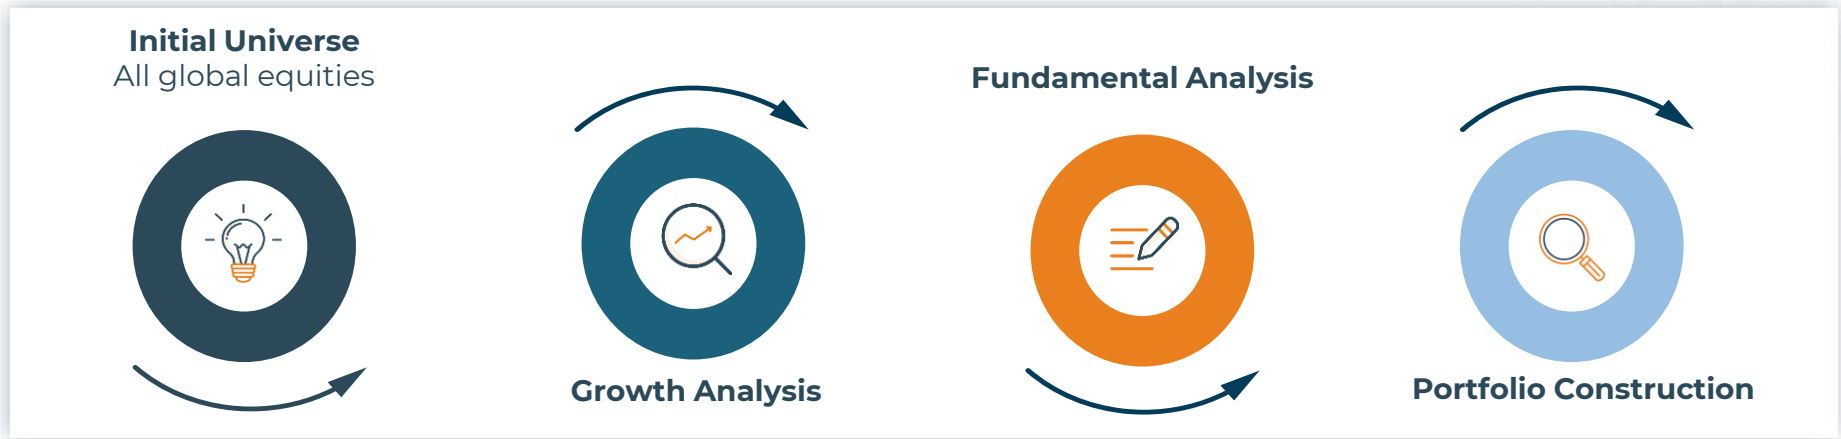 Initial Universe
All global equities
Growth Analysis
Fundamental Analysis
Portfolio Construction